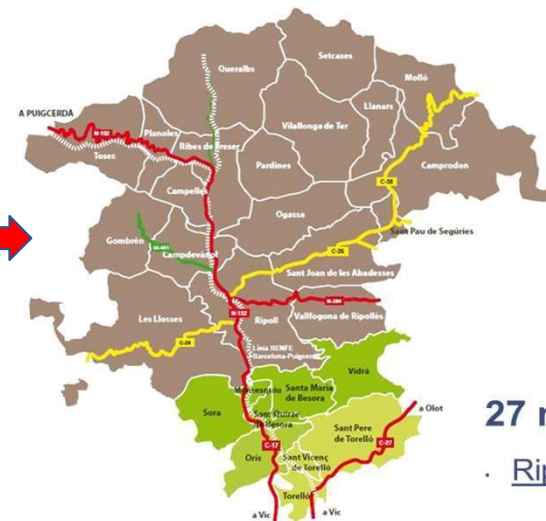 Queralbs
Setcases
Molló
Llanars
A PUIGCERDÀ
N-152
Planoles
Vilallonga de Ter
Toses
Ribes de Freser
Pardines
Camprodon
Campelles
C-38
Ogassa
Gombrèn
Campdevànol
Sant Pau de Segúries
C-26
Sant Joan de les Abadesses
N-260
N-152
Ripoll
Vallfogona de Ripollès
Les Llosses
Línia RENFE
Barcelona-Puigcerdà
Vidrà
Montesquiu
Santa Maria
de Besora
Sora
Sant Quirze
de Besora
a Olot
Sant Pere
de Torelló
C-17
C-27
Orís
Sant Vicenç
de Torelló
Torelló
a Vic
a Vic
27